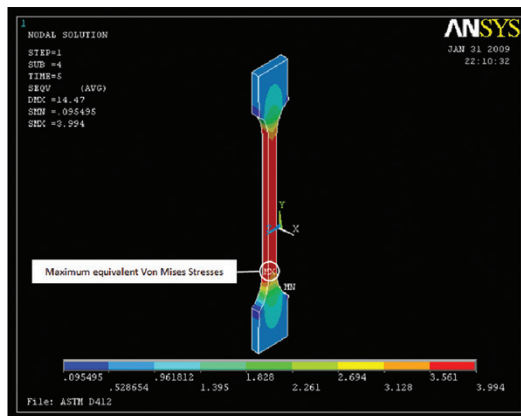 1
NODAL SOLUTION
STEP=1
SUB =4
TIME=5
SEQV (AVG)
DMX =14.47
SMN =.095495
SMX =3.994
ANSYS
JAN 31 2009
22:10:32
Y
X
Maximum equivalent Von Mises Stresses
MX
MN
.095495 .961812 1.828 2.694 3.561
.528654 1.395 2.261 3.128 3.994
File: ASTM D412